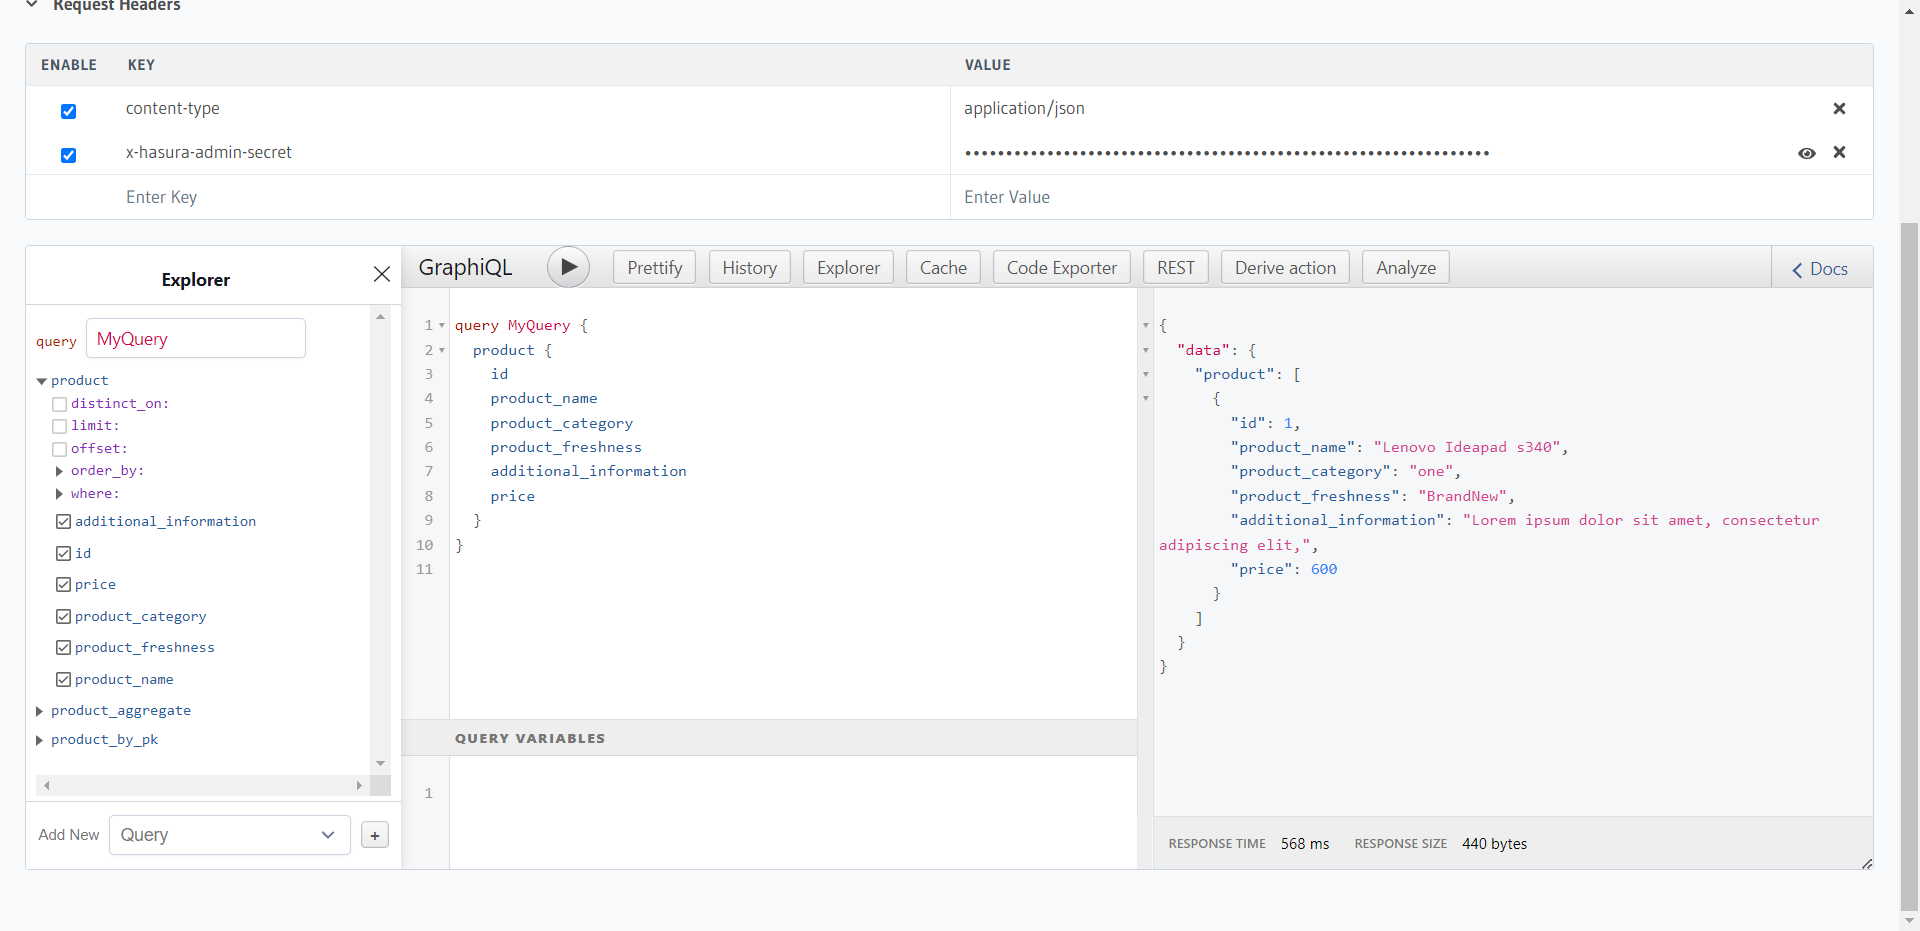 Request Headers
ENABLE KEY VALUE
content-type application/json
x-hasura-admin-secret ••••••••••••••••••••••••••••••••••••••••••••••••••••••••••••••••
Enter Key Enter Value
Explorer
GraphiQL Prettify History Explorer Cache Code Exporter REST Derive action Analyze Docs
query MyQuery
product
distinct_on:
limit:
offset:
order_by:
where:
additional_information
id
price
product_category
product_freshness
product_name
product_aggregate
product_by_pk
Add New Query +
1 query MyQuery {
2 product {
3 id
4 product_name
5 product_category
6 product_freshness
7 additional_information
8 price
9 }
10 }
11
QUERY VARIABLES
1
{
"data": {
"product": [
{
"id": 1,
"product_name": "Lenovo Ideapad s340",
"product_category": "one",
"product_freshness": "BrandNew",
"additional_information": "Lorem ipsum dolor sit amet, consectetur
adipiscing elit,",
"price": 600
}
]
}
}
RESPONSE TIME 568 ms RESPONSE SIZE 440 bytes